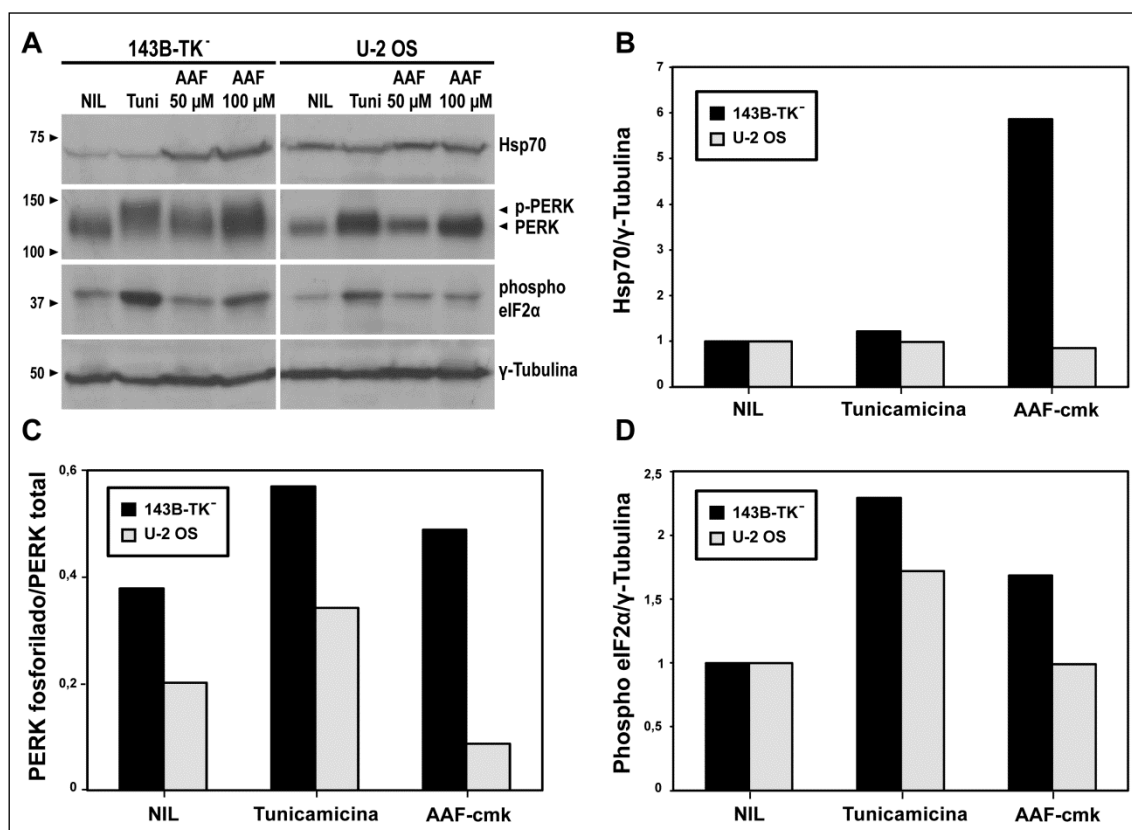 A
143B-TK⁻
U-2 OS
NIL Tuni AAF 50 µM AAF 100 µM NIL Tuni AAF 50 µM AAF 100 µM
75
Hsp70
150
p-PERK
PERK
100
37
phospho
eIF2α
50
γ-Tubulina
B
Hsp70/γ-Tubulina
7
6
5
4
3
2
1
0
143B-TK⁻
U-2 OS
NIL Tunicamicina AAF-cmk
C
PERK fosforilado/PERK total
0,6
0,4
0,2
0
143B-TK⁻
U-2 OS
NIL Tunicamicina AAF-cmk
D
Phospho eIF2α/γ-Tubulina
2,5
2
1,5
1
0,5
0
143B-TK⁻
U-2 OS
NIL Tunicamicina AAF-cmk